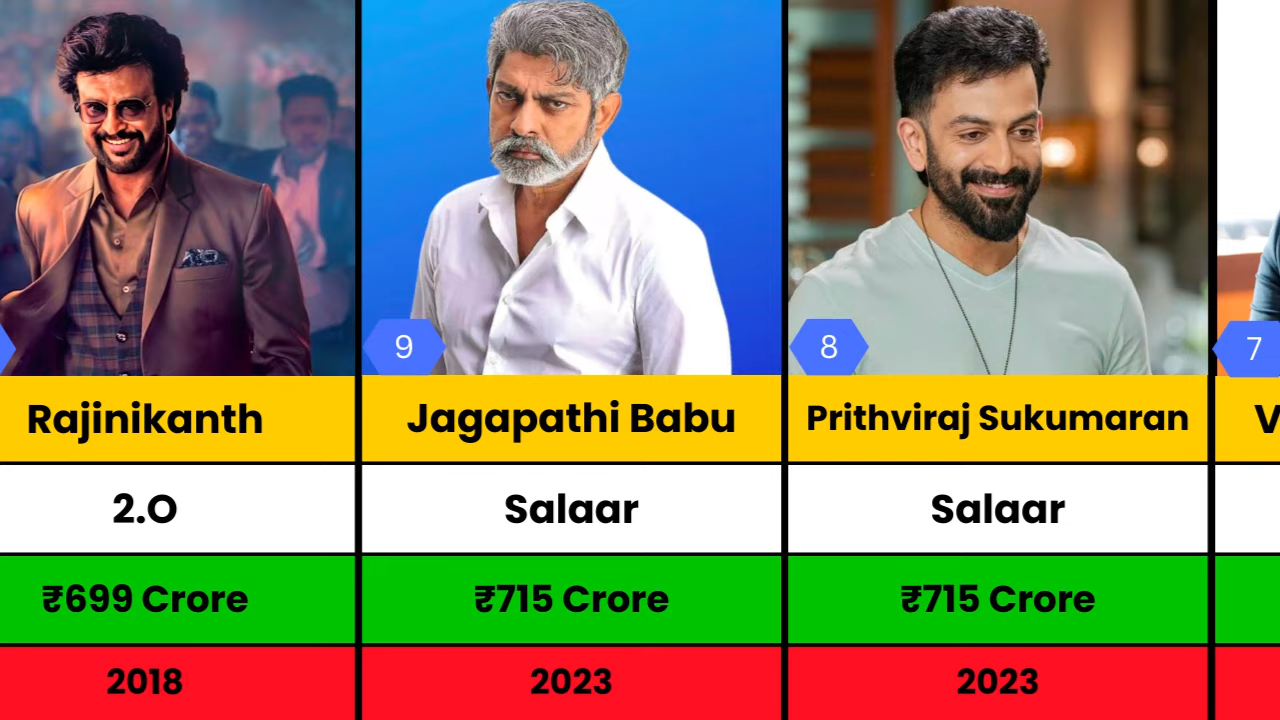 9
8
7
Rajinikanth
Jagapathi Babu
Prithviraj Sukumaran
V
2.O
Salaar
Salaar
₹699 Crore
₹715 Crore
₹715 Crore
2018
2023
2023